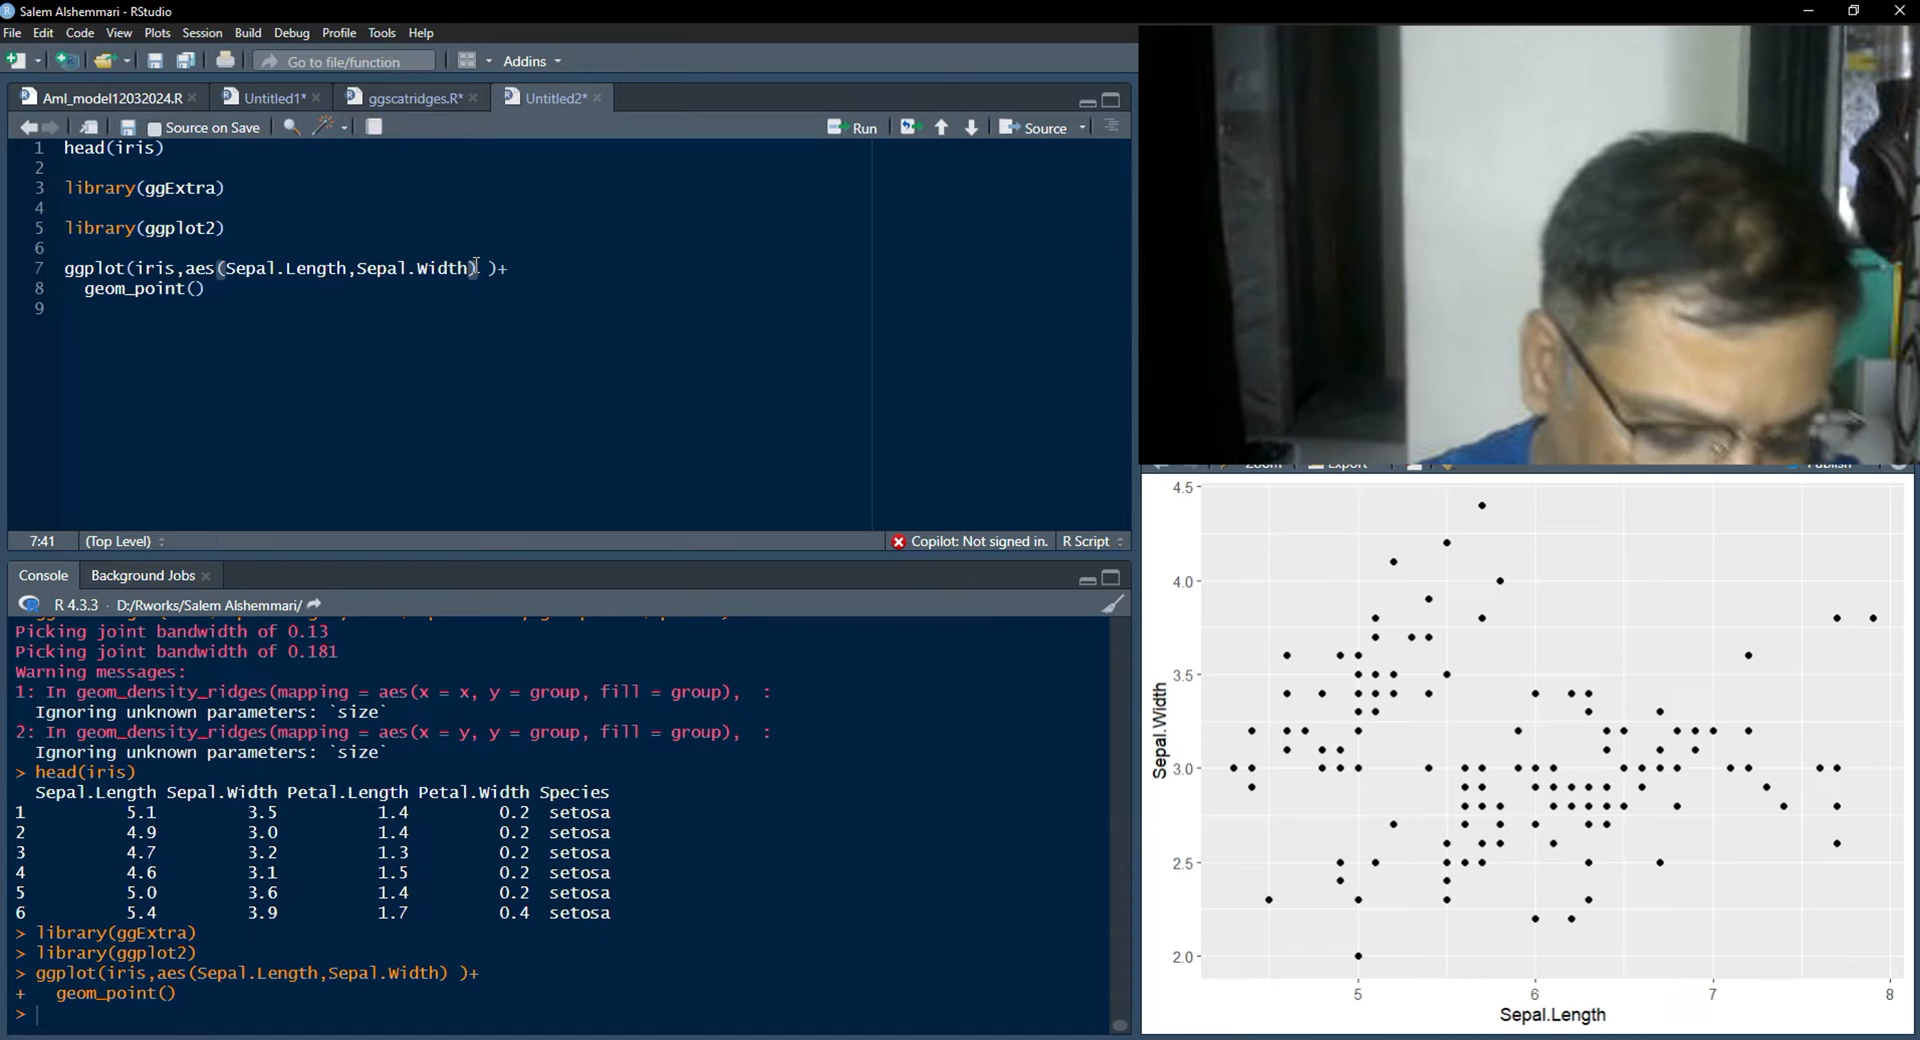 Salem Alshemmari - RStudio
File Edit Code View Plots Session Build Debug Profile Tools Help
Go to file/function Addins
Aml_model12032024.R Untitled1* ggscatridges.R* Untitled2*
Source on Save Run Source
1 head(iris)
2
3 library(ggExtra)
4
5 library(ggplot2)
6
7 ggplot(iris,aes(Sepal.Length,Sepal.Width) )+
8 geom_point()
9
7:41 (Top Level) Copilot: Not signed in. R Script
Console Background Jobs
R 4.3.3 · D:/Rworks/Salem Alshemmari/
Picking joint bandwidth of 0.13
Picking joint bandwidth of 0.181
Warning messages:
1: In geom_density_ridges(mapping = aes(x = x, y = group, fill = group), :
Ignoring unknown parameters: `size`
2: In geom_density_ridges(mapping = aes(x = y, y = group, fill = group), :
Ignoring unknown parameters: `size`
> head(iris)
Sepal.Length Sepal.Width Petal.Length Petal.Width Species
1 5.1 3.5 1.4 0.2 setosa
2 4.9 3.0 1.4 0.2 setosa
3 4.7 3.2 1.3 0.2 setosa
4 4.6 3.1 1.5 0.2 setosa
5 5.0 3.6 1.4 0.2 setosa
6 5.4 3.9 1.7 0.4 setosa
> library(ggExtra)
> library(ggplot2)
> ggplot(iris,aes(Sepal.Length,Sepal.Width) )+
+ geom_point()
>
Zoom Export Publish
4.5
4.0
3.5
3.0
2.5
2.0
Sepal.Width
5 6 7 8
Sepal.Length